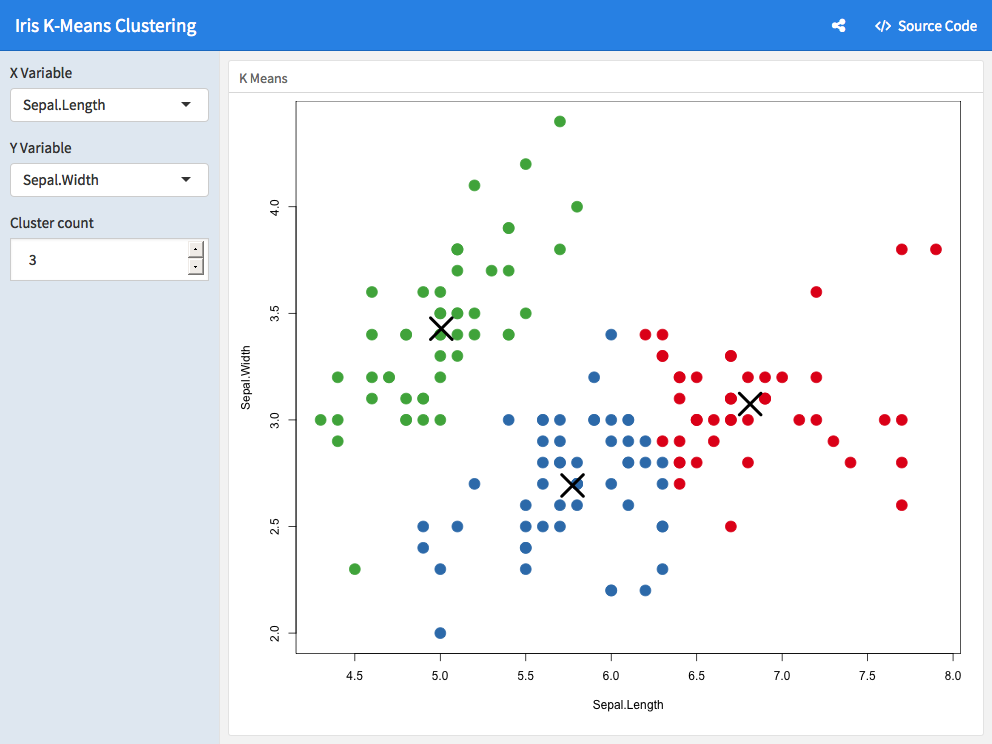 Iris K-Means Clustering
</> Source Code
X Variable
Sepal.Length
Y Variable
Sepal.Width
Cluster count
3
K Means
4.0
3.5
3.0
2.5
2.0
Sepal.Width
4.5 5.0 5.5 6.0 6.5 7.0 7.5 8.0
Sepal.Length